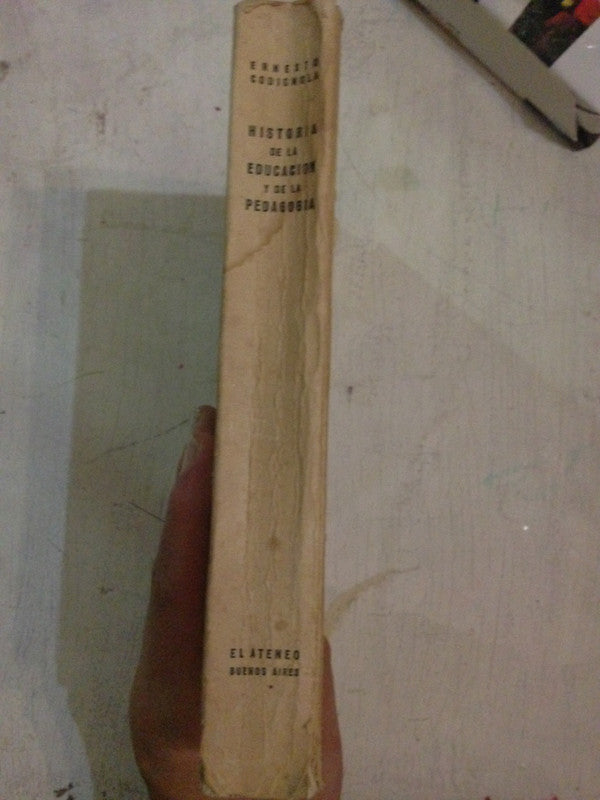 ERNESTO
CODIGNOLA
HISTORIA
DE LA
EDUCACION
Y DE LA
PEDAGOGIA
EL ATENEO
BUENOS AIRES